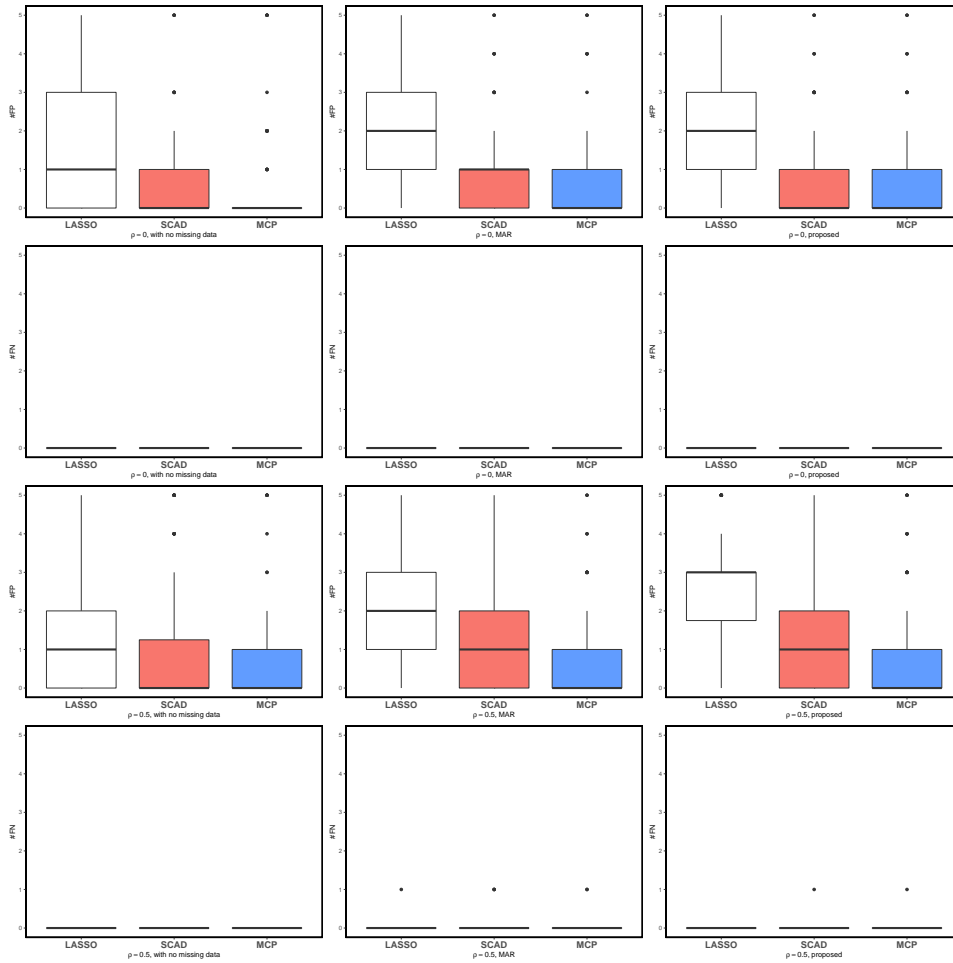 5
4
3
2
1
0
#FP
LASSO SCAD MCP
ρ = 0, with no missing data
5
4
3
2
1
0
#FP
LASSO SCAD MCP
ρ = 0, MAR
5
4
3
2
1
0
#FP
LASSO SCAD MCP
ρ = 0, proposed
5
4
3
2
1
0
#FN
LASSO SCAD MCP
ρ = 0, with no missing data
5
4
3
2
1
0
#FN
LASSO SCAD MCP
ρ = 0, MAR
5
4
3
2
1
0
#FN
LASSO SCAD MCP
ρ = 0, proposed
5
4
3
2
1
0
#FP
LASSO SCAD MCP
ρ = 0.5, with no missing data
5
4
3
2
1
0
#FP
LASSO SCAD MCP
ρ = 0.5, MAR
5
4
3
2
1
0
#FP
LASSO SCAD MCP
ρ = 0.5, proposed
5
4
3
2
1
0
#FN
LASSO SCAD MCP
ρ = 0.5, with no missing data
5
4
3
2
1
0
#FN
LASSO SCAD MCP
ρ = 0.5, MAR
5
4
3
2
1
0
#FN
LASSO SCAD MCP
ρ = 0.5, proposed